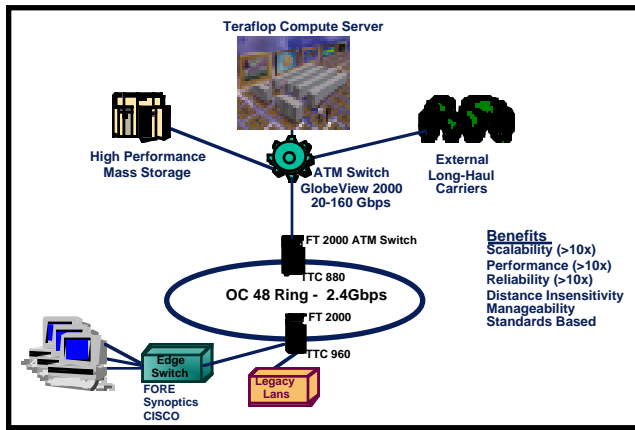 Teraflop Compute Server
High Performance
Mass Storage
ATM Switch
GlobeView 2000
20-160 Gbps
External
Long-Haul
Carriers
FT 2000 ATM Switch
TTC 880
OC 48 Ring - 2.4Gbps
FT 2000
TTC 960
Edge
Switch
FORE
Synoptics
CISCO
Legacy
Lans
Benefits
Scalability (>10x)
Performance (>10x)
Reliability (>10x)
Distance Insensitivity
Manageability
Standards Based